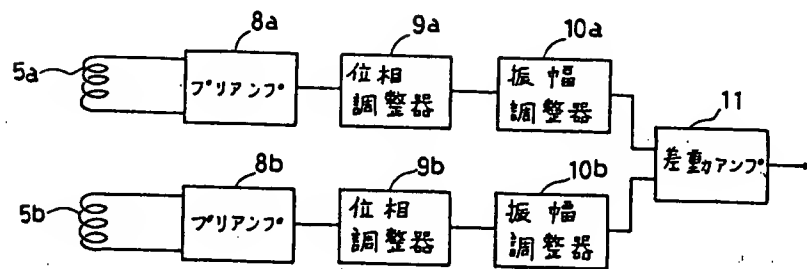 8a
9a
10a
5a
プリアンプ
位相
調整器
振幅
調整器
11
差動アンプ
8b
9b
10b
5b
プリアンプ
位相
調整器
振幅
調整器